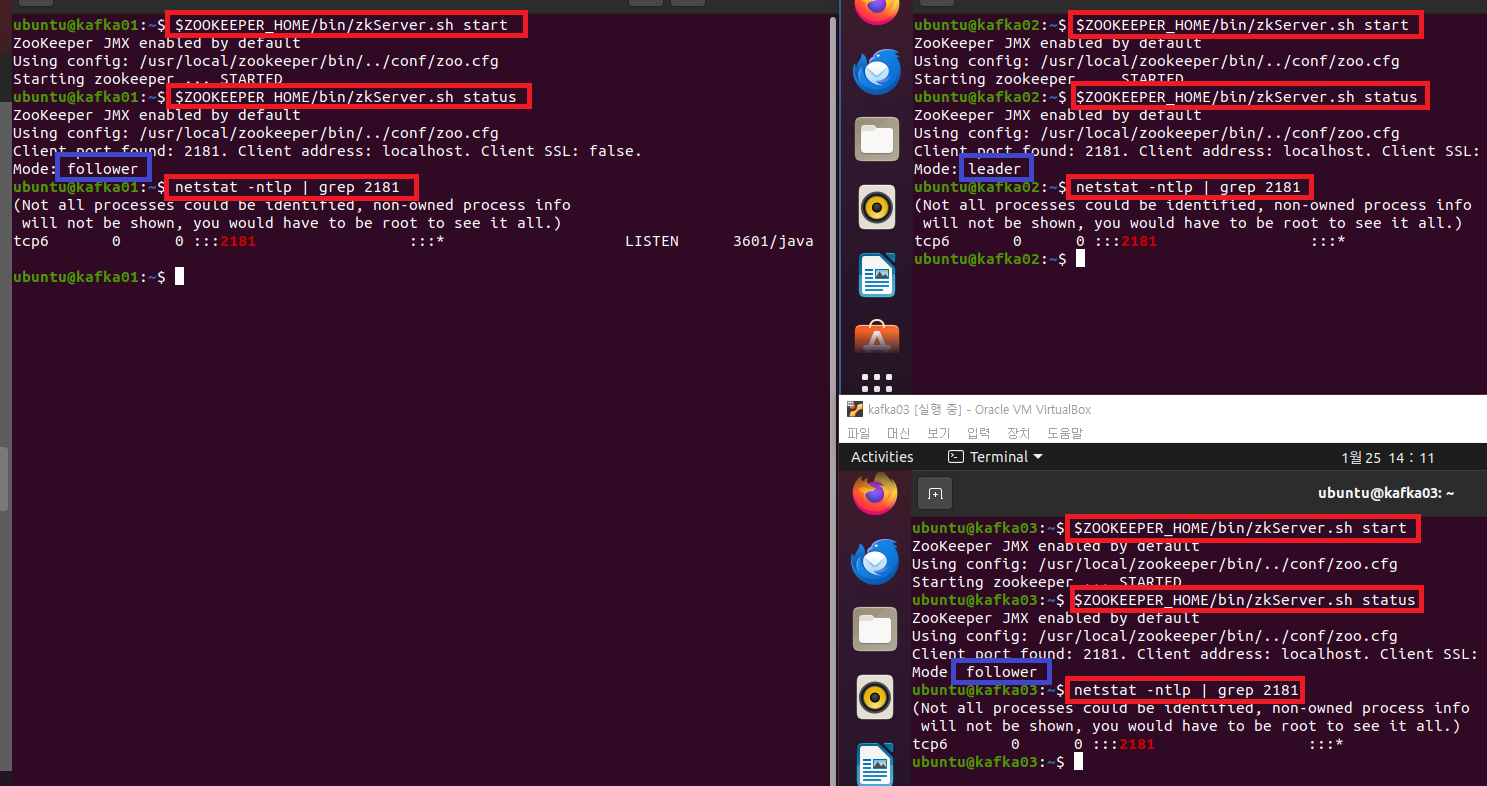 ubuntu@kafka01:~$ $ZOOKEEPER_HOME/bin/zkServer.sh start
ZooKeeper JMX enabled by default
Using config: /usr/local/zookeeper/bin/../conf/zoo.cfg
Starting zookeeper ... STARTED
ubuntu@kafka01:~$ $ZOOKEEPER_HOME/bin/zkServer.sh status
ZooKeeper JMX enabled by default
Using config: /usr/local/zookeeper/bin/../conf/zoo.cfg
Client port found: 2181. Client address: localhost. Client SSL: false.
Mode: follower
ubuntu@kafka01:~$ netstat -ntlp | grep 2181
(Not all processes could be identified, non-owned process info
 will not be shown, you would have to be root to see it all.)
tcp6       0      0 :::2181                 :::*                    LISTEN      3601/java
ubuntu@kafka01:~$
ubuntu@kafka02:~$ $ZOOKEEPER_HOME/bin/zkServer.sh start
ZooKeeper JMX enabled by default
Using config: /usr/local/zookeeper/bin/../conf/zoo.cfg
Starting zookeeper ... STARTED
ubuntu@kafka02:~$ $ZOOKEEPER_HOME/bin/zkServer.sh status
ZooKeeper JMX enabled by default
Using config: /usr/local/zookeeper/bin/../conf/zoo.cfg
Client port found: 2181. Client address: localhost. Client SSL:
Mode: leader
ubuntu@kafka02:~$ netstat -ntlp | grep 2181
(Not all processes could be identified, non-owned process info
 will not be shown, you would have to be root to see it all.)
tcp6       0      0 :::2181                 :::*
ubuntu@kafka02:~$
kafka03 [실행 중] - Oracle VM VirtualBox
파일 머신 보기 입력 장치 도움말
Activities Terminal 1월 25 14 : 11
ubuntu@kafka03: ~
ubuntu@kafka03:~$ $ZOOKEEPER_HOME/bin/zkServer.sh start
ZooKeeper JMX enabled by default
Using config: /usr/local/zookeeper/bin/../conf/zoo.cfg
Starting zookeeper ... STARTED
ubuntu@kafka03:~$ $ZOOKEEPER_HOME/bin/zkServer.sh status
ZooKeeper JMX enabled by default
Using config: /usr/local/zookeeper/bin/../conf/zoo.cfg
Client port found: 2181. Client address: localhost. Client SSL:
Mode follower
ubuntu@kafka03:~$ netstat -ntlp | grep 2181
(Not all processes could be identified, non-owned process info
 will not be shown, you would have to be root to see it all.)
tcp6       0      0 :::2181                 :::*
ubuntu@kafka03:~$